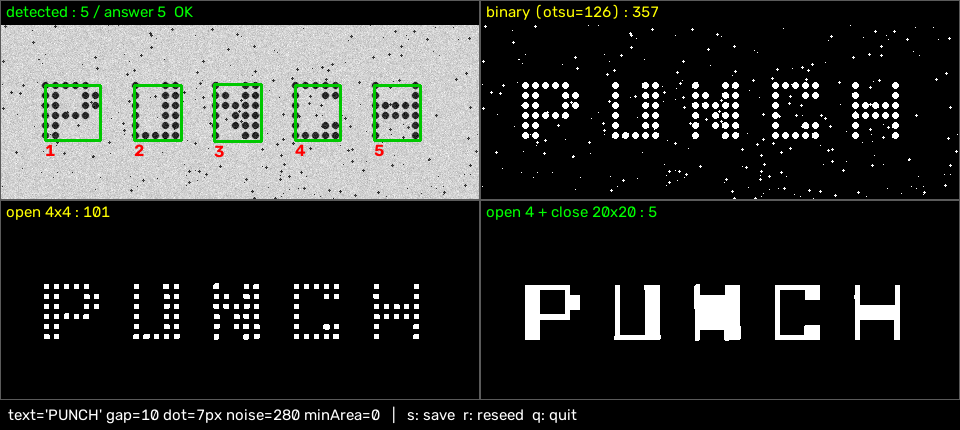 detected : 5 / answer 5 OK
binary (otsu=126) : 357
PUNCH
1 2 3 4 5
PUNCH
open 4x4 : 101
open 4 + close 20x20 : 5
PUNCH
PUNCH
text='PUNCH' gap=10 dot=7px noise=280 minArea=0 | s: save r: reseed q: quit